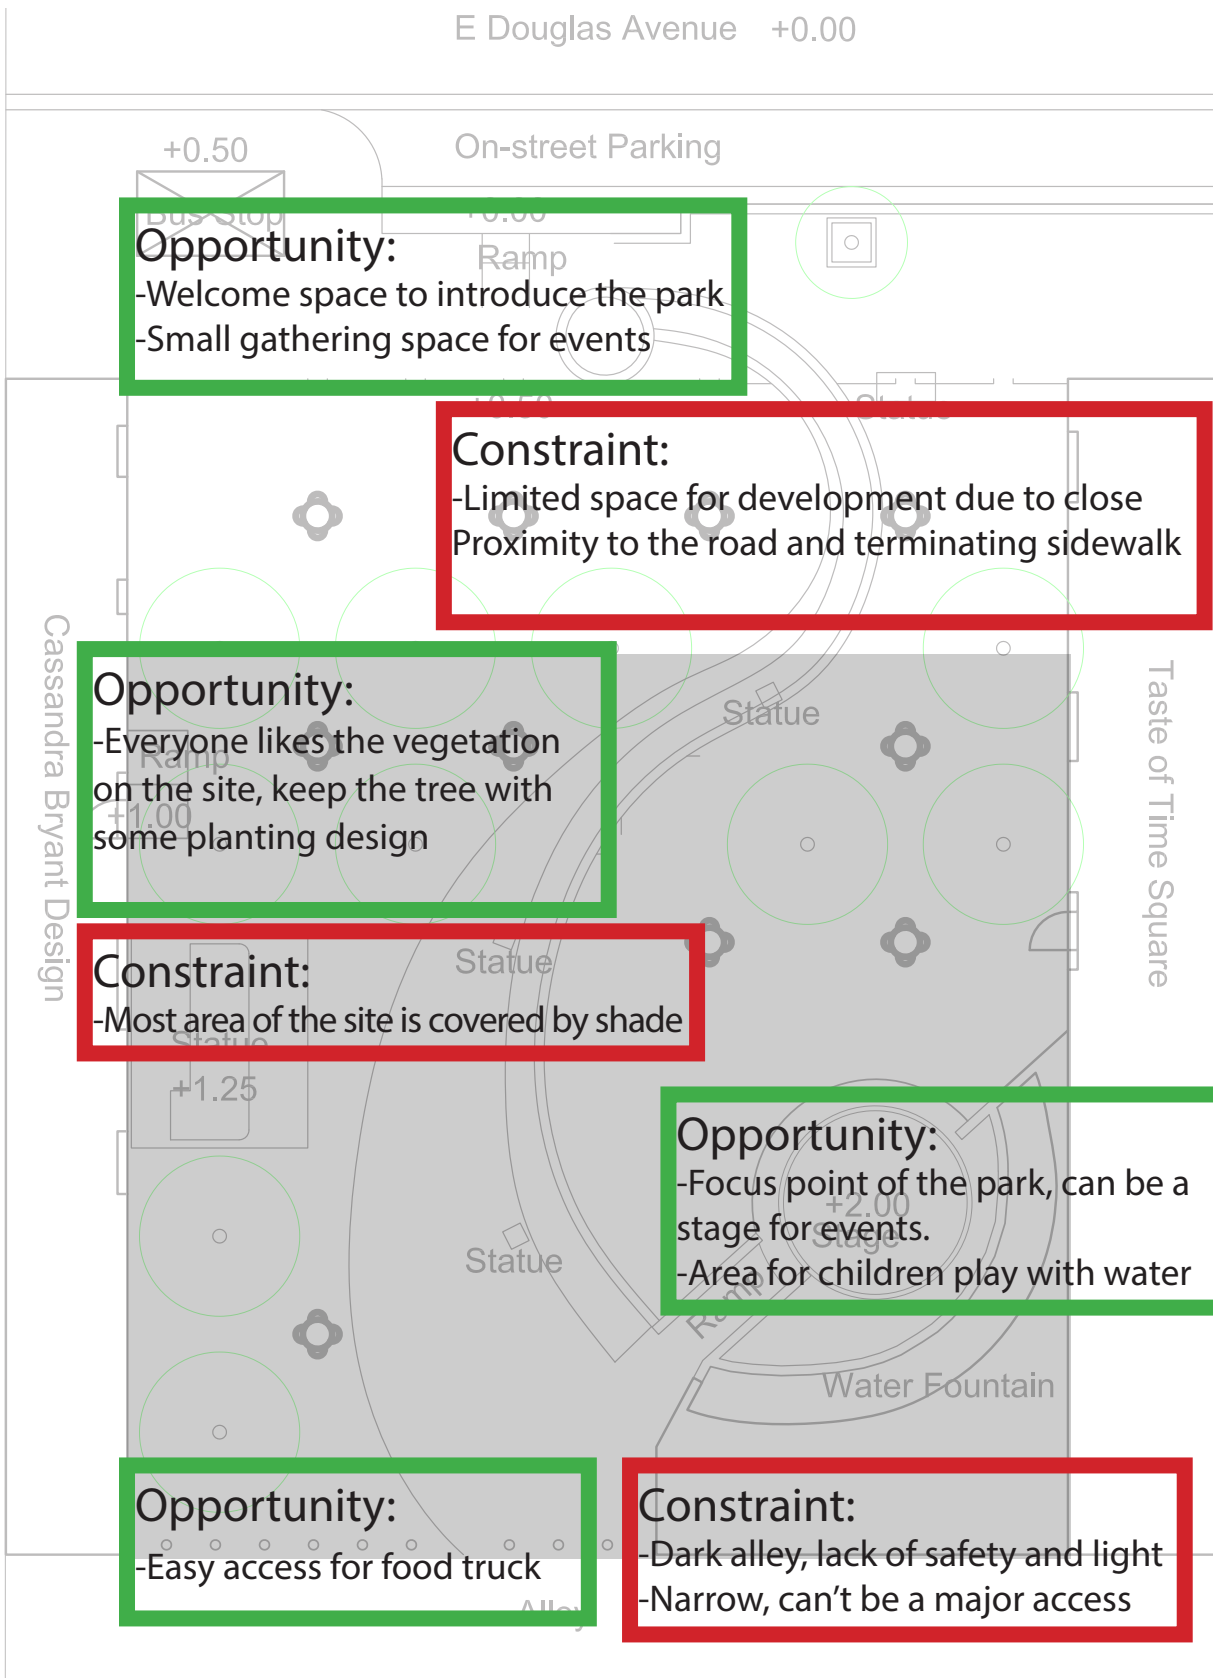 E Douglas Avenue +0.00
+0.50
On-street Parking
Bus Stop
+0.00
Ramp
Opportunity:
-Welcome space to introduce the park
-Small gathering space for events
+0.50
Statue
Constraint:
-Limited space for development due to close
Proximity to the road and terminating sidewalk
Cassandra Bryant Design
Taste of Time Square
Opportunity:
-Everyone likes the vegetation
on the site, keep the tree with
some planting design
Ramp
+1.00
Statue
Constraint:
-Most area of the site is covered by shade
Statue
Statue
+1.25
Opportunity:
-Focus point of the park, can be a
stage for events.
-Area for children play with water
+2.00
Stage
Statue
Ramp
Water Fountain
Opportunity:
-Easy access for food truck
Constraint:
-Dark alley, lack of safety and light
-Narrow, can't be a major access
Alley